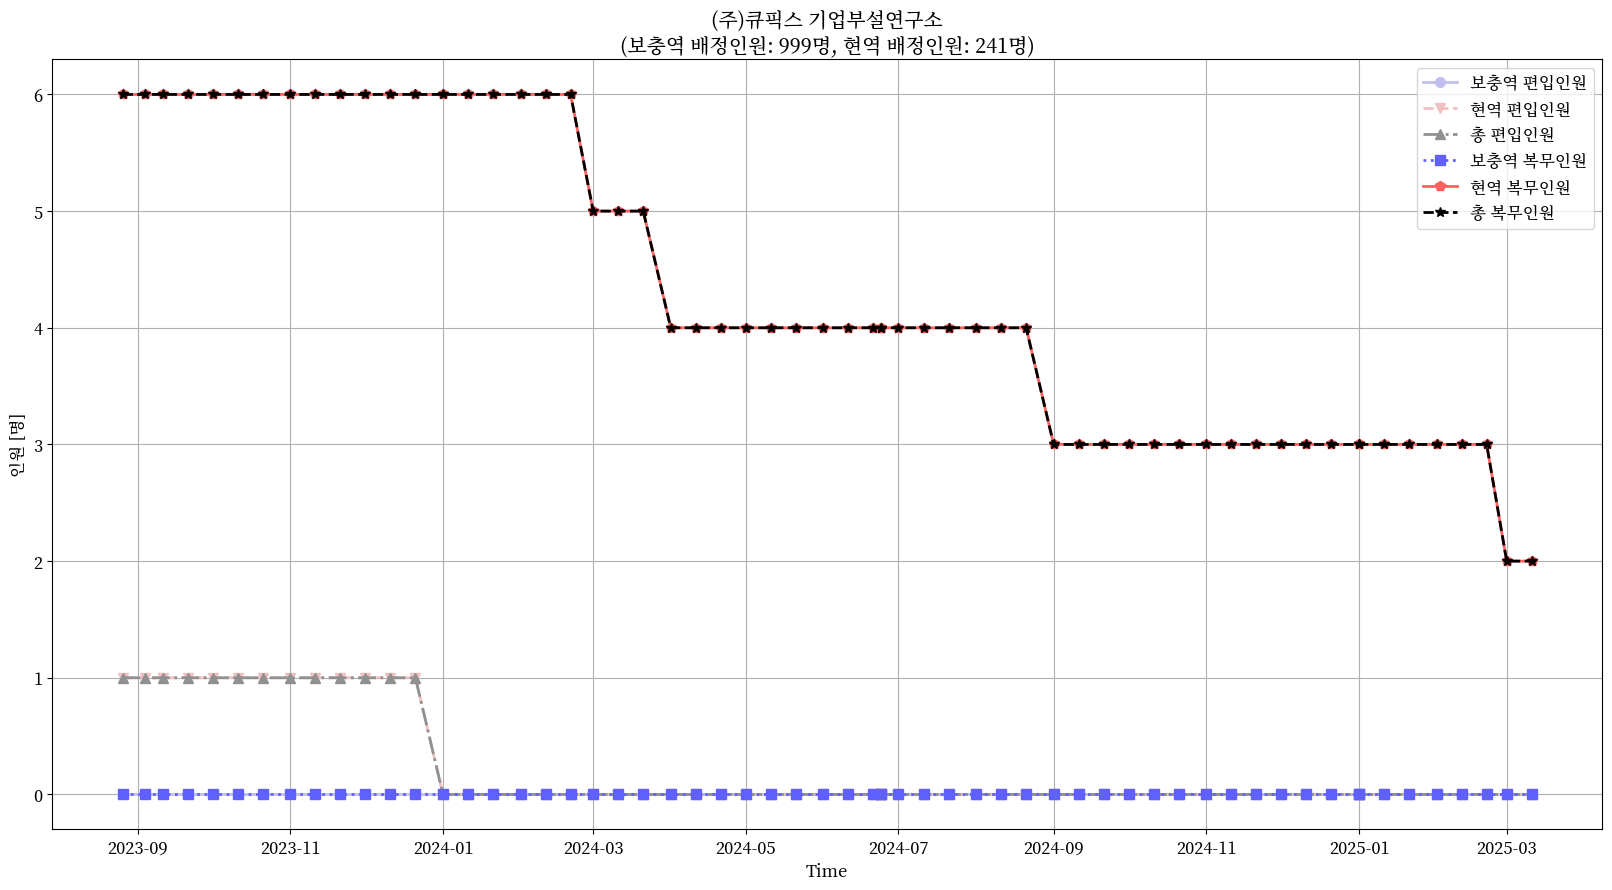 (주)큐픽스 기업부설연구소
(보충역 배정인원: 999명, 현역 배정인원: 241명)
보충역 편입인원
현역 편입인원
총 편입인원
보충역 복무인원
현역 복무인원
총 복무인원
인원 [명]
6
5
4
3
2
1
0
2023-09 2023-11 2024-01 2024-03 2024-05 2024-07 2024-09 2024-11 2025-01 2025-03
Time